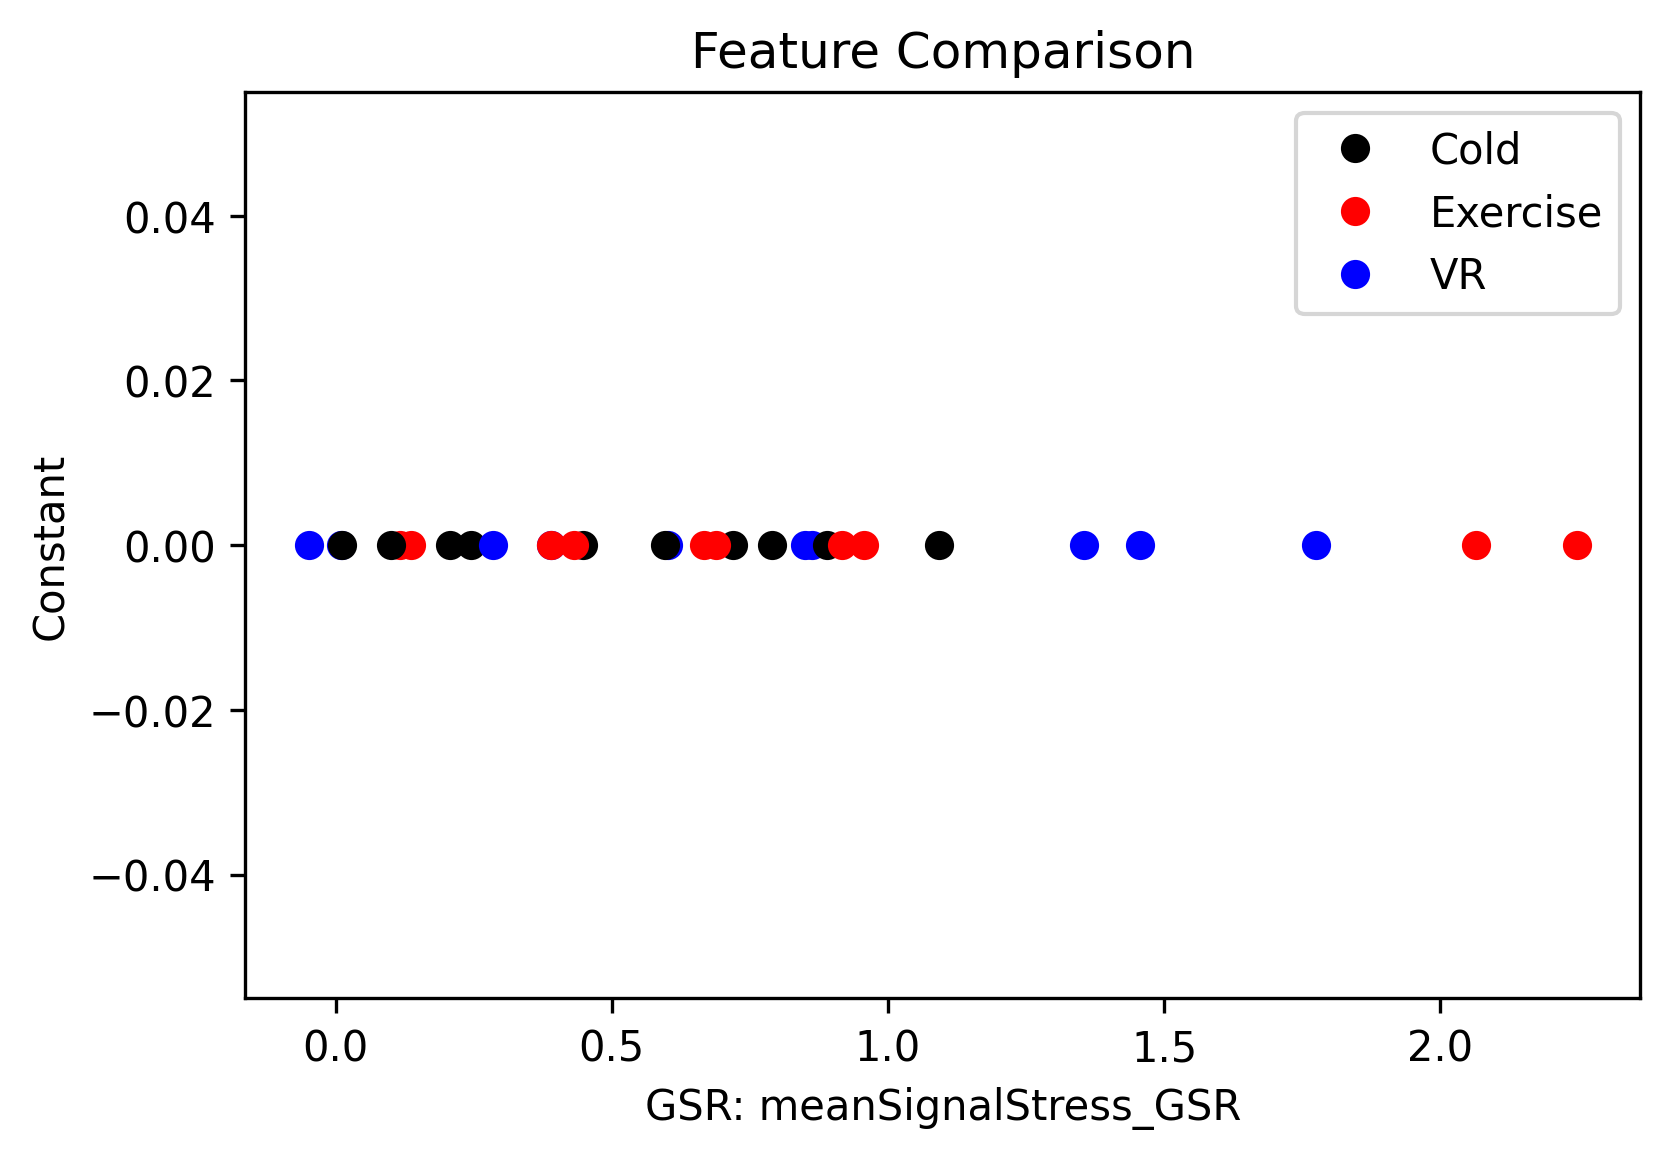 Feature Comparison
Cold
Exercise
VR
0.04
0.02
0.00
−0.02
−0.04
Constant
0.0 0.5 1.0 1.5 2.0
GSR: meanSignalStress_GSR